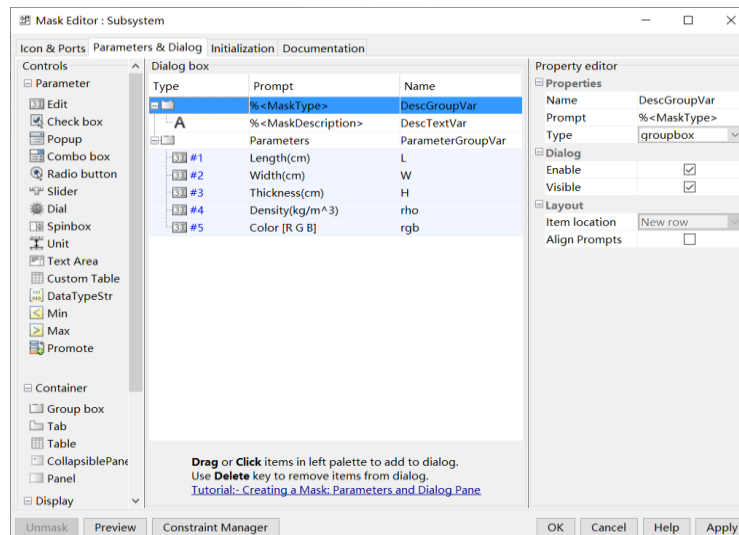 Mask Editor : Subsystem
Icon & Ports Parameters & Dialog Initialization Documentation
Controls
Parameter
Edit
Check box
Popup
Combo box
Radio button
Slider
Dial
Spinbox
Unit
Text Area
Custom Table
DataTypeStr
Min
Max
Promote
Container
Group box
Tab
Table
CollapsiblePane
Panel
Display
Dialog box
Type Prompt Name
%<MaskType> DescGroupVar
A %<MaskDescription> DescTextVar
Parameters ParameterGroupVar
#1 Length(cm) L
#2 Width(cm) W
#3 Thickness(cm) H
#4 Density(kg/m^3) rho
#5 Color [R G B] rgb
Drag or Click items in left palette to add to dialog.
Use Delete key to remove items from dialog.
Tutorial:- Creating a Mask: Parameters and Dialog Pane
Property editor
Properties
Name DescGroupVar
Prompt %<MaskType>
Type groupbox
Dialog
Enable
Visible
Layout
Item location New row
Align Prompts
Unmask Preview Constraint Manager OK Cancel Help Apply